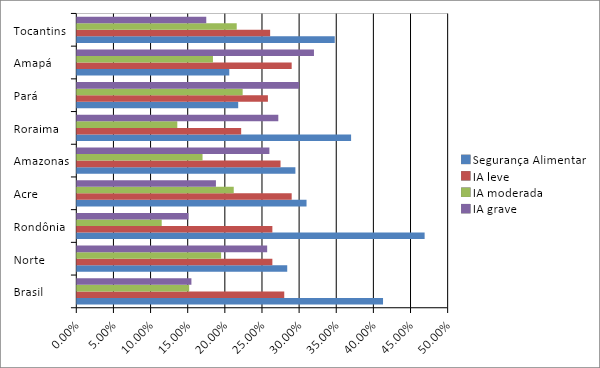 Tocantins
Amapá
Pará
Roraima
Amazonas
Acre
Rondônia
Norte
Brasil
Segurança Alimentar
IA leve
IA moderada
IA grave
0.00% 5.00% 10.00% 15.00% 20.00% 25.00% 30.00% 35.00% 40.00% 45.00% 50.00%